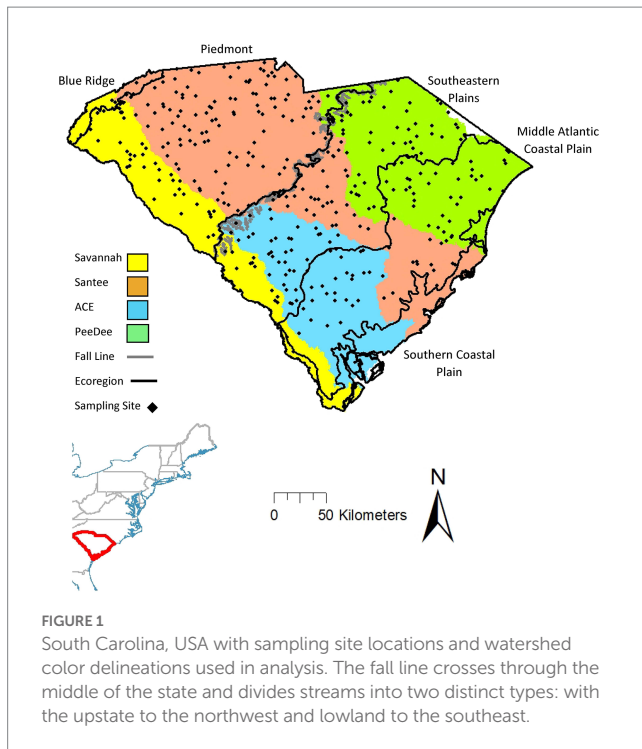 Piedmont
Blue Ridge
Southeastern
Plains
Middle Atlantic
Coastal Plain
Savannah
Santee
ACE
PeeDee
Fall Line
Ecoregion
Sampling Site
Southern Coastal
Plain
N
0 50 Kilometers
FIGURE 1
South Carolina, USA with sampling site locations and watershed
color delineations used in analysis. The fall line crosses through the
middle of the state and divides streams into two distinct types: with
the upstate to the northwest and lowland to the southeast.